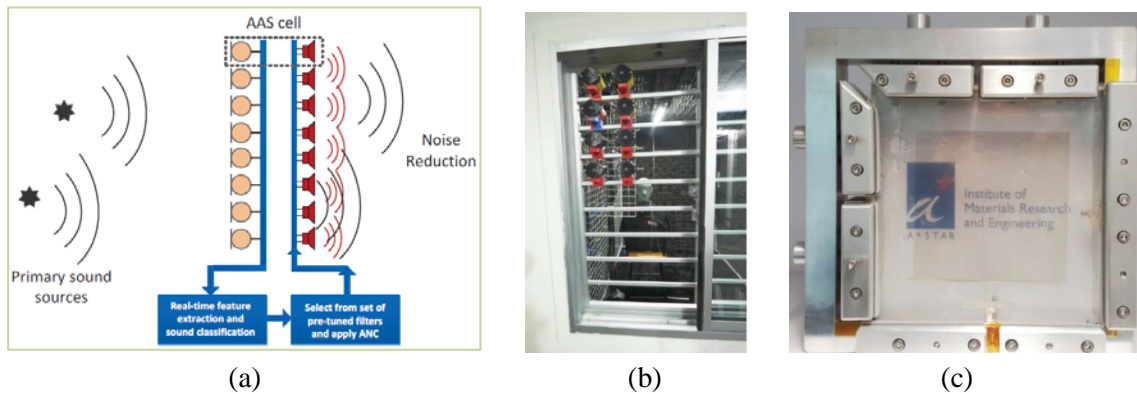 AAS cell
Noise
Reduction
Primary sound
sources
Real-time feature
extraction and
sound classification
Select from set of
pre-tuned filters
and apply ANC
a
Institute of
Materials Research
and Engineering
A★STAR
(a)
(b)
(c)